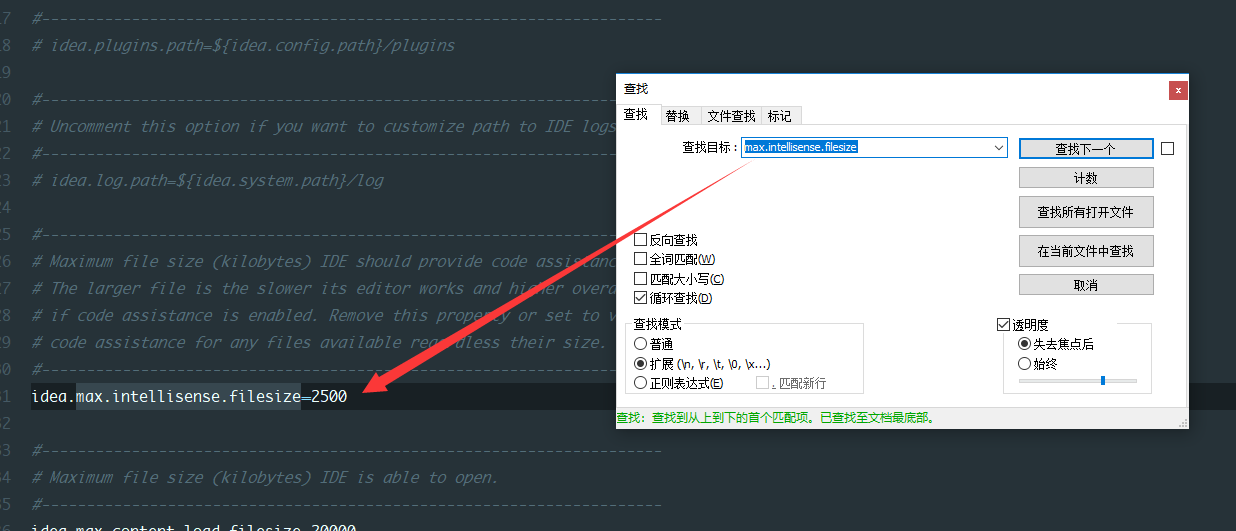 17 #---------------------------------------------------------------------
18 # idea.plugins.path=${idea.config.path}/plugins
19
20 #---------------------------------------------------------------------
21 # Uncomment this option if you want to customize path to IDE logs
22 #---------------------------------------------------------------------
23 # idea.log.path=${idea.system.path}/log
24
25 #---------------------------------------------------------------------
26 # Maximum file size (kilobytes) IDE should provide code assistanc
27 # The larger file is the slower its editor works and higher overa
28 # if code assistance is enabled. Remove this property or set to v
29 # code assistance for any files available regardless their size.
30 #---------------------------------------------------------------------
31 idea.max.intellisense.filesize=2500
32
33 #---------------------------------------------------------------------
34 # Maximum file size (kilobytes) IDE is able to open.
35 #---------------------------------------------------------------------
36 idea.max.content.load.filesize=20000
查找
x
查找 替换 文件查找 标记
查找目标 : max.intellisense.filesize
查找下一个
计数
查找所有打开文件
在当前文件中查找
取消
反向查找
全词匹配(W)
匹配大小写(C)
循环查找(D)
查找模式
普通
扩展 (\n, \r, \t, \0, \x...)
正则表达式(E)
. 匹配新行
透明度
失去焦点后
始终
查找: 查找到从上到下的首个匹配项。已查找至文档最底部。